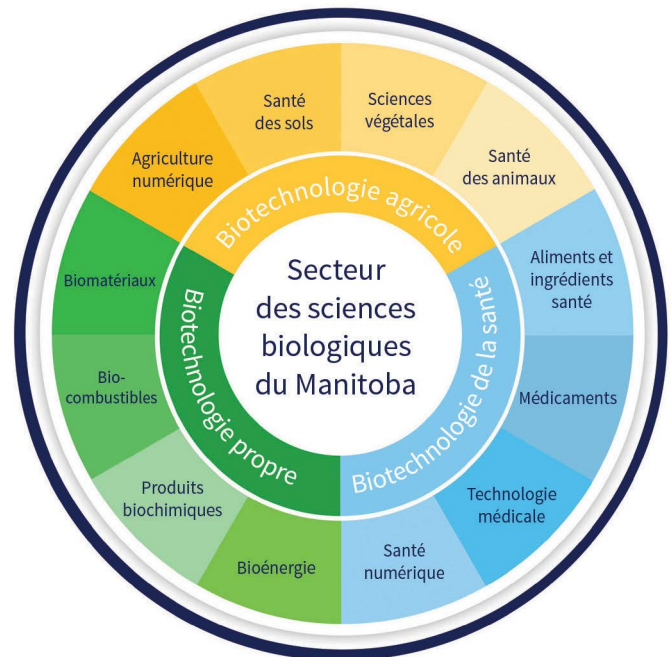 Secteur
des sciences
biologiques
du Manitoba
Biotechnologie agricole
Agriculture
numérique
Santé
des sols
Sciences
végétales
Santé
des animaux
Biotechnologie de la santé
Aliments et
ingrédients
santé
Médicaments
Technologie
médicale
Santé
numérique
Biotechnologie propre
Bioénergie
Produits
biochimiques
Bio-
combustibles
Biomatériaux